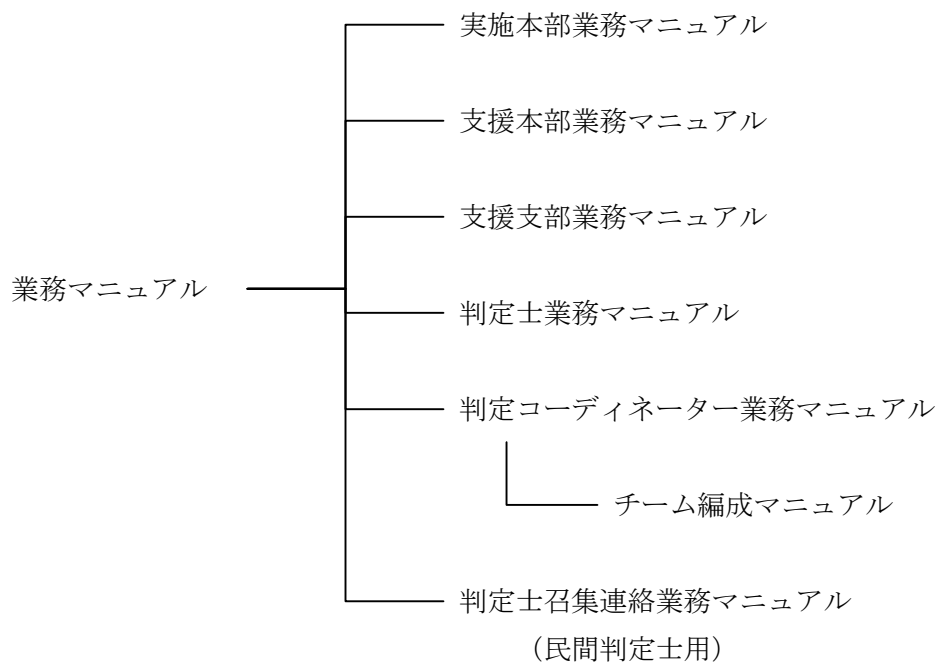 実施本部業務マニュアル
支援本部業務マニュアル
支援支部業務マニュアル
業務マニュアル
判定士業務マニュアル
判定コーディネーター業務マニュアル
チーム編成マニュアル
判定士召集連絡業務マニュアル
（民間判定士用）